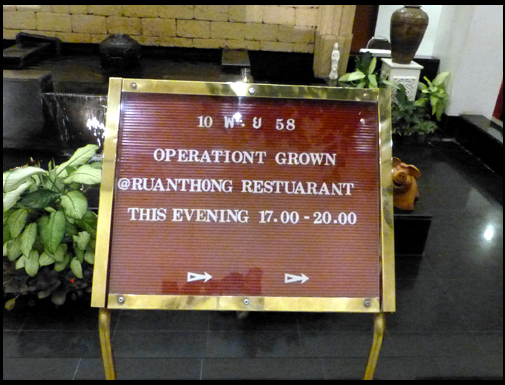 10 พ.ย 58
OPERATIONT GROWN
@RUANTHONG RESTUARANT
THIS EVENING 17.00 - 20.00